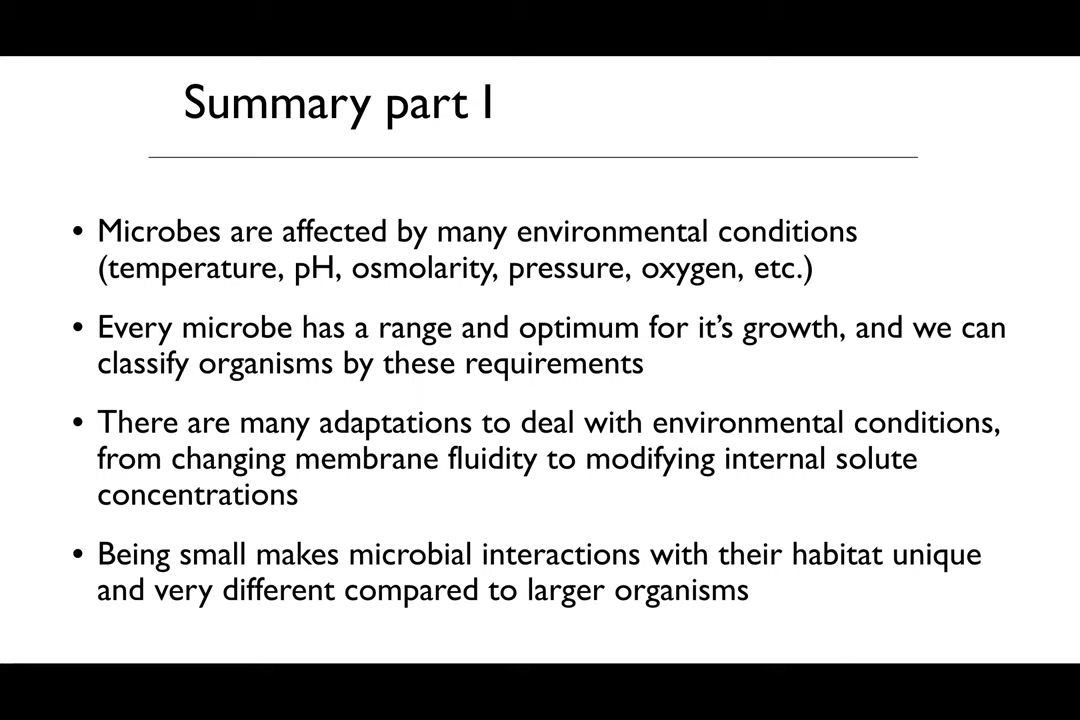 Summary part I
• Microbes are affected by many environmental conditions
(temperature, pH, osmolarity, pressure, oxygen, etc.)
• Every microbe has a range and optimum for it's growth, and we can
classify organisms by these requirements
• There are many adaptations to deal with environmental conditions,
from changing membrane fluidity to modifying internal solute
concentrations
• Being small makes microbial interactions with their habitat unique
and very different compared to larger organisms